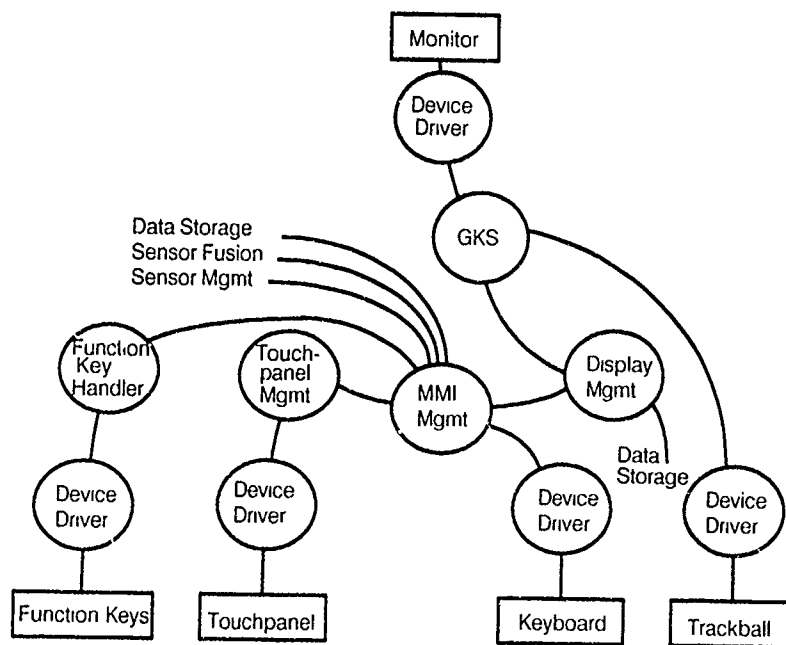 Monitor
Device
Driver
GKS
Data Storage
Sensor Fusion
Sensor Mgmt
Function
Key
Handler
Touch-
panel
Mgmt
MMI
Mgmt
Display
Mgmt
Data
Storage
Device
Driver
Device
Driver
Device
Driver
Device
Driver
Function Keys
Touchpanel
Keyboard
Trackball